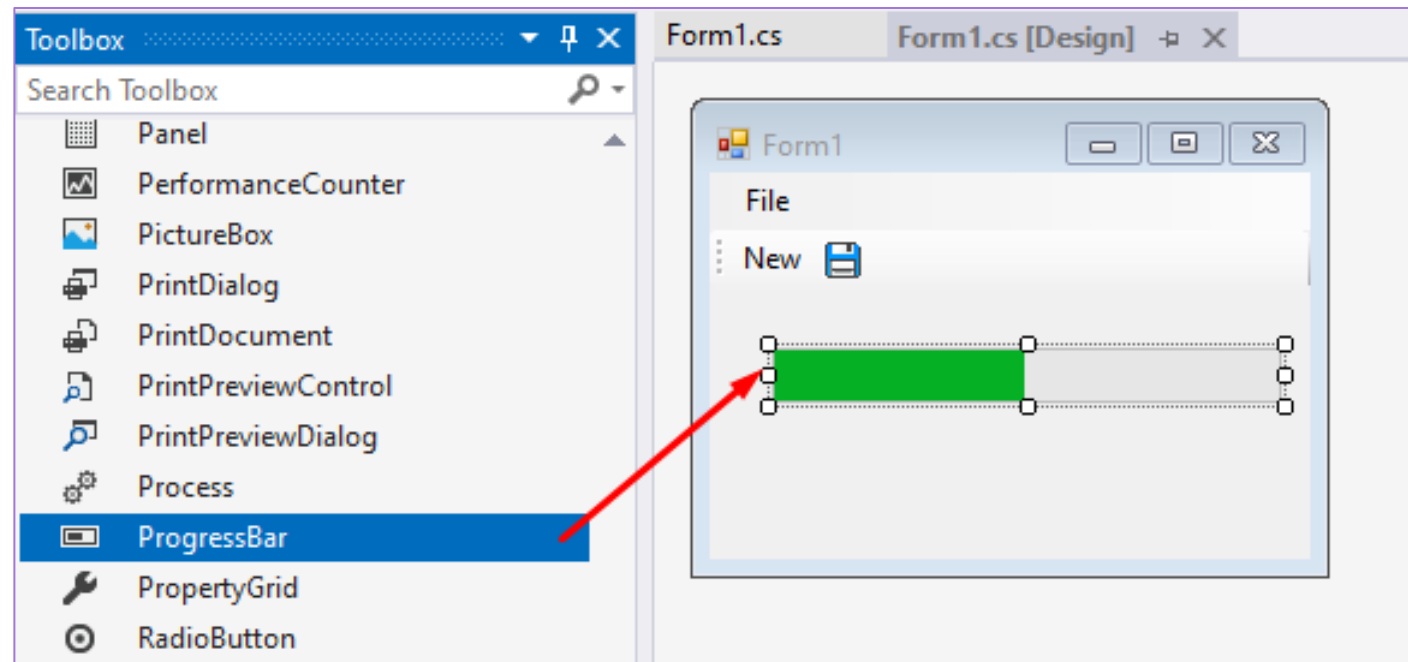 Toolbox
Search Toolbox
Panel
PerformanceCounter
PictureBox
PrintDialog
PrintDocument
PrintPreviewControl
PrintPreviewDialog
Process
ProgressBar
PropertyGrid
RadioButton
Form1.cs
Form1.cs [Design]
Form1
File
New